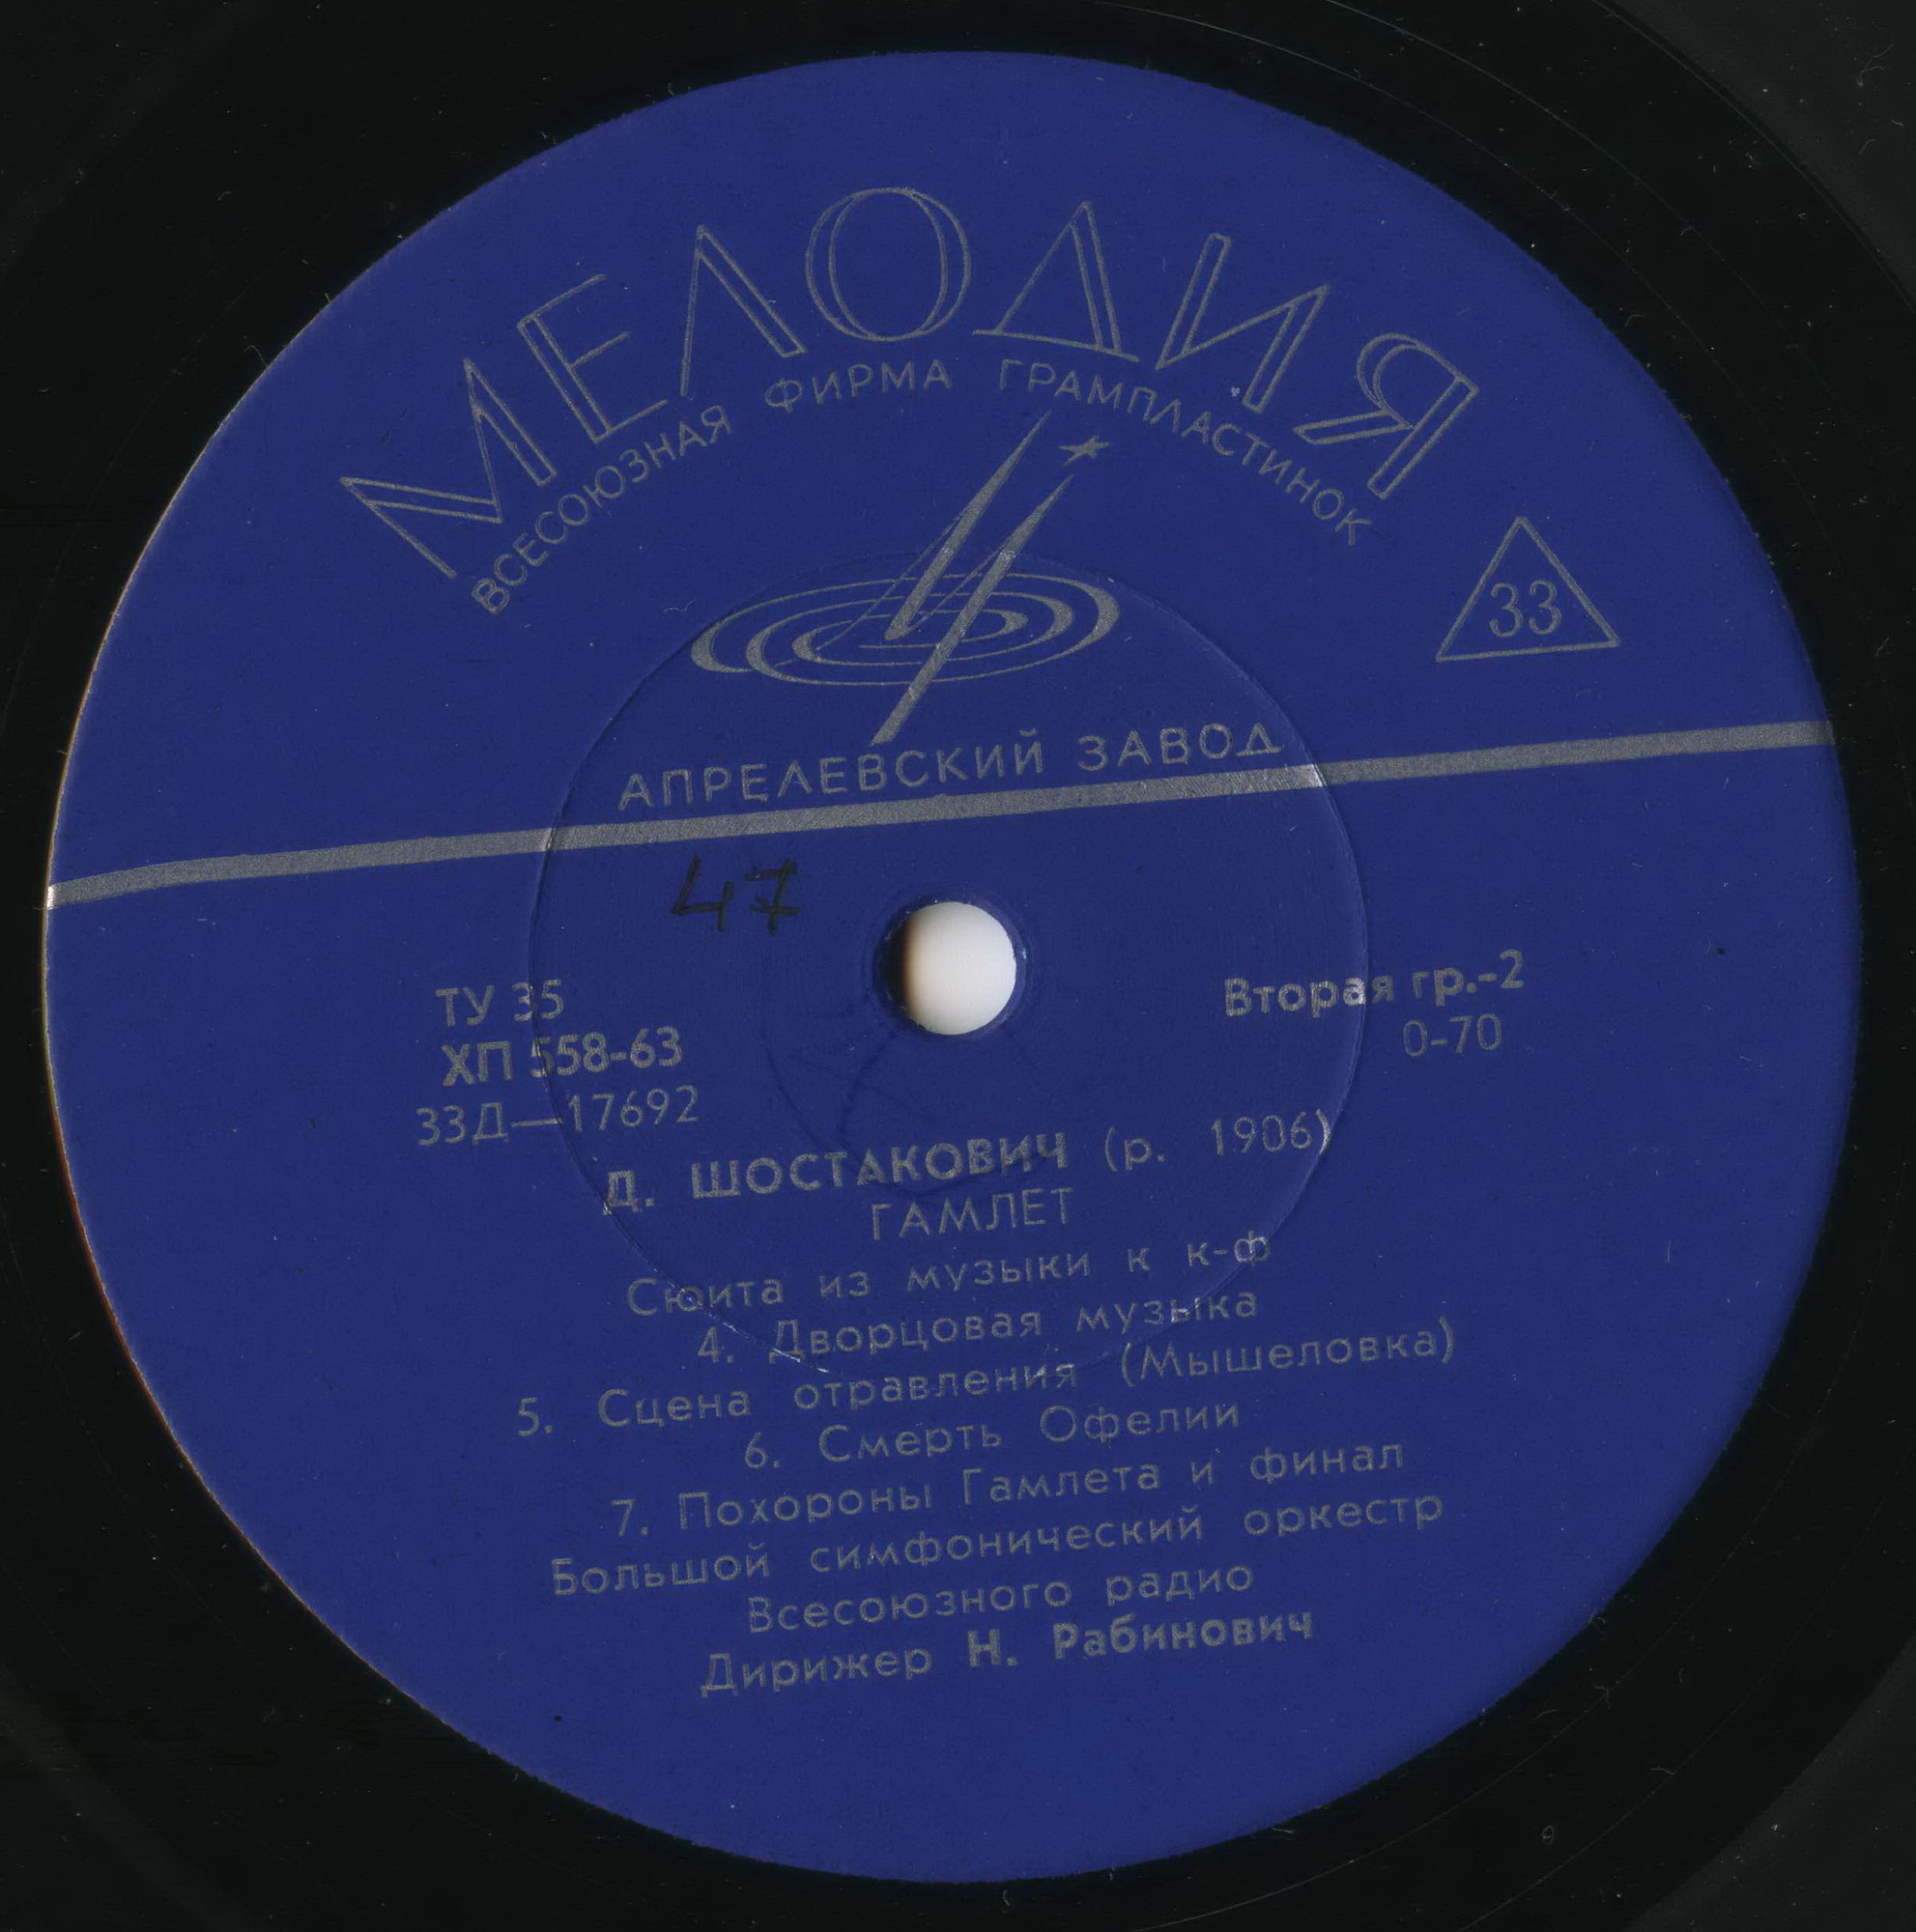 МЕЛОДИЯ
ВСЕСОЮЗНАЯ ФИРМА ГРАМПЛАСТИНОК
33
АПРЕЛЕВСКИЙ ЗАВОД
47
ТУ 35
ХП 558-63
33Д—17692
Вторая гр.-2
0-70
Д. ШОСТАКОВИЧ (р. 1906)
ГАМЛЕТ
Сюита из музыки к к-ф
4. Дворцовая музыка
5. Сцена отравления (Мышеловка)
6. Смерть Офелии
7. Похороны Гамлета и финал
Большой симфонический оркестр
Всесоюзного радио
Дирижер Н. Рабинович